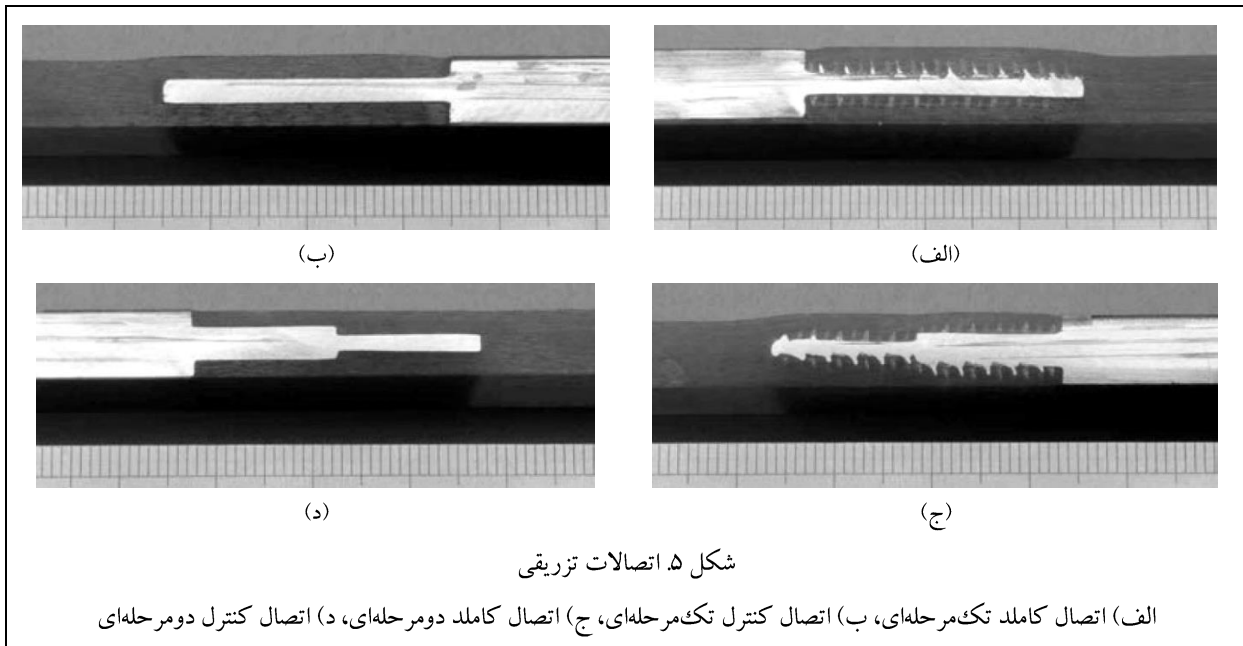 (الف)
(ب)
(ج)
(د)
شکل ۵. اتصالات تزریقی
الف) اتصال کاملد تک‌مرحله‌ای، ب) اتصال کنترل تک‌مرحله‌ای، ج) اتصال کاملد دومرحله‌ای، د) اتصال کنترل دومرحله‌ای